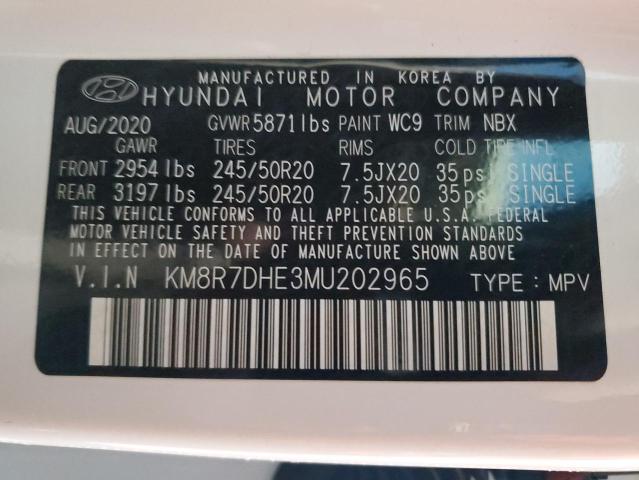 MANUFACTURED IN KOREA BY
HYUNDAI MOTOR COMPANY
AUG/2020 GVWR 5871 lbs PAINT WC9 TRIM NBX
GAWR TIRES RIMS COLD TIRE INFL
FRONT 2954 lbs 245/50R20 7.5JX20 35 psi, SINGLE
REAR 3197 lbs 245/50R20 7.5JX20 35 psi, SINGLE
THIS VEHICLE CONFORMS TO ALL APPLICABLE U.S.A. FEDERAL
MOTOR VEHICLE SAFETY AND THEFT PREVENTION STANDARDS
IN EFFECT ON THE DATE OF MANUFACTURE SHOWN ABOVE
V.I.N KM8R7DHE3MU202965 TYPE : MPV